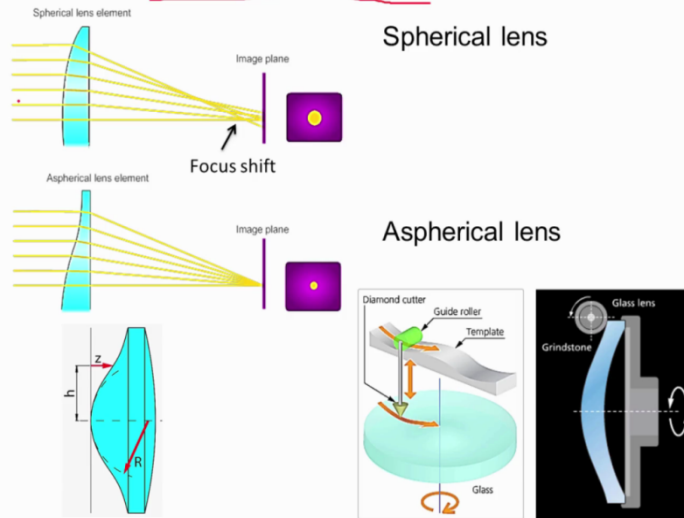 Spherical lens element
Spherical lens
Image plane
Focus shift
Aspherical lens element
Image plane
Aspherical lens
Diamond cutter
Guide roller
Template
Glass
Glass lens
Grindstone
z
h
R